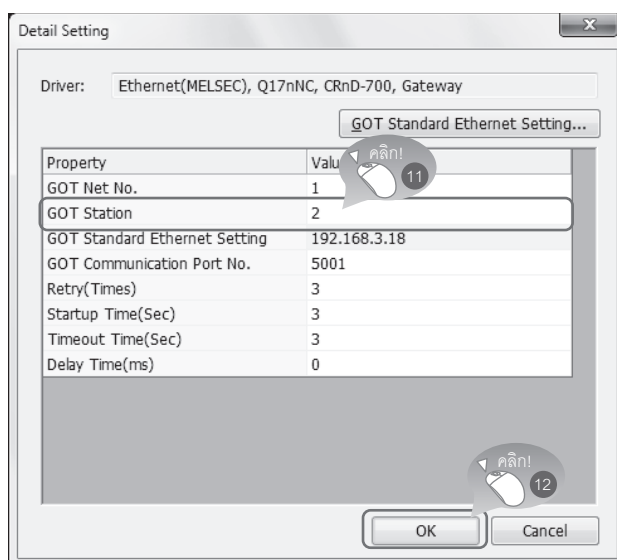 Detail Setting
X
Driver: Ethernet(MELSEC), Q17nNC, CRnD-700, Gateway
GOT Standard Ethernet Setting...
Property Valu
คลิก!
11
GOT Net No. 1
GOT Station 2
GOT Standard Ethernet Setting 192.168.3.18
GOT Communication Port No. 5001
Retry(Times) 3
Startup Time(Sec) 3
Timeout Time(Sec) 3
Delay Time(ms) 0
คลิก!
12
OK Cancel